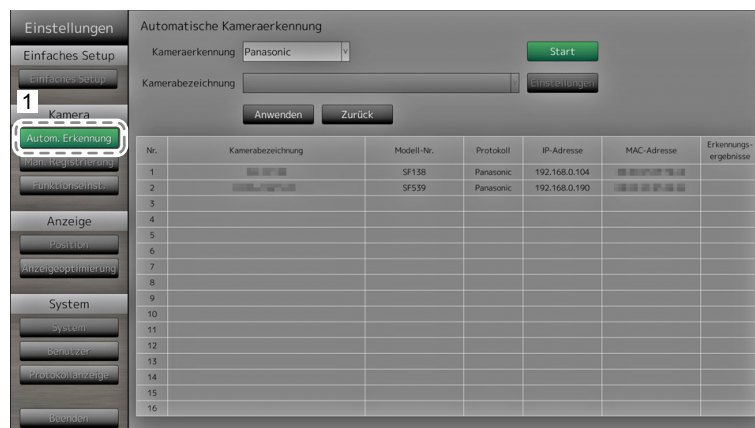 Einstellungen
Einfaches Setup
Einfaches Setup
1
Kamera
Autom. Erkennung
Man. Registrierung
Funktionseinst.
Anzeige
Position
Anzeigeoptimierung
System
System
Benutzer
Protokollanzeige
Beenden
Automatische Kameraerkennung
Kameraerkennung Panasonic v Start
Kamerabezeichnung Einstellungen
Anwenden Zurück
Nr. Kamerabezeichnung Modell-Nr. Protokoll IP-Adresse MAC-Adresse Erkennungs-
ergebnisse
1 SF138 Panasonic 192.168.0.104
2 SF539 Panasonic 192.168.0.190
3
4
5
6
7
8
9
10
11
12
13
14
15
16